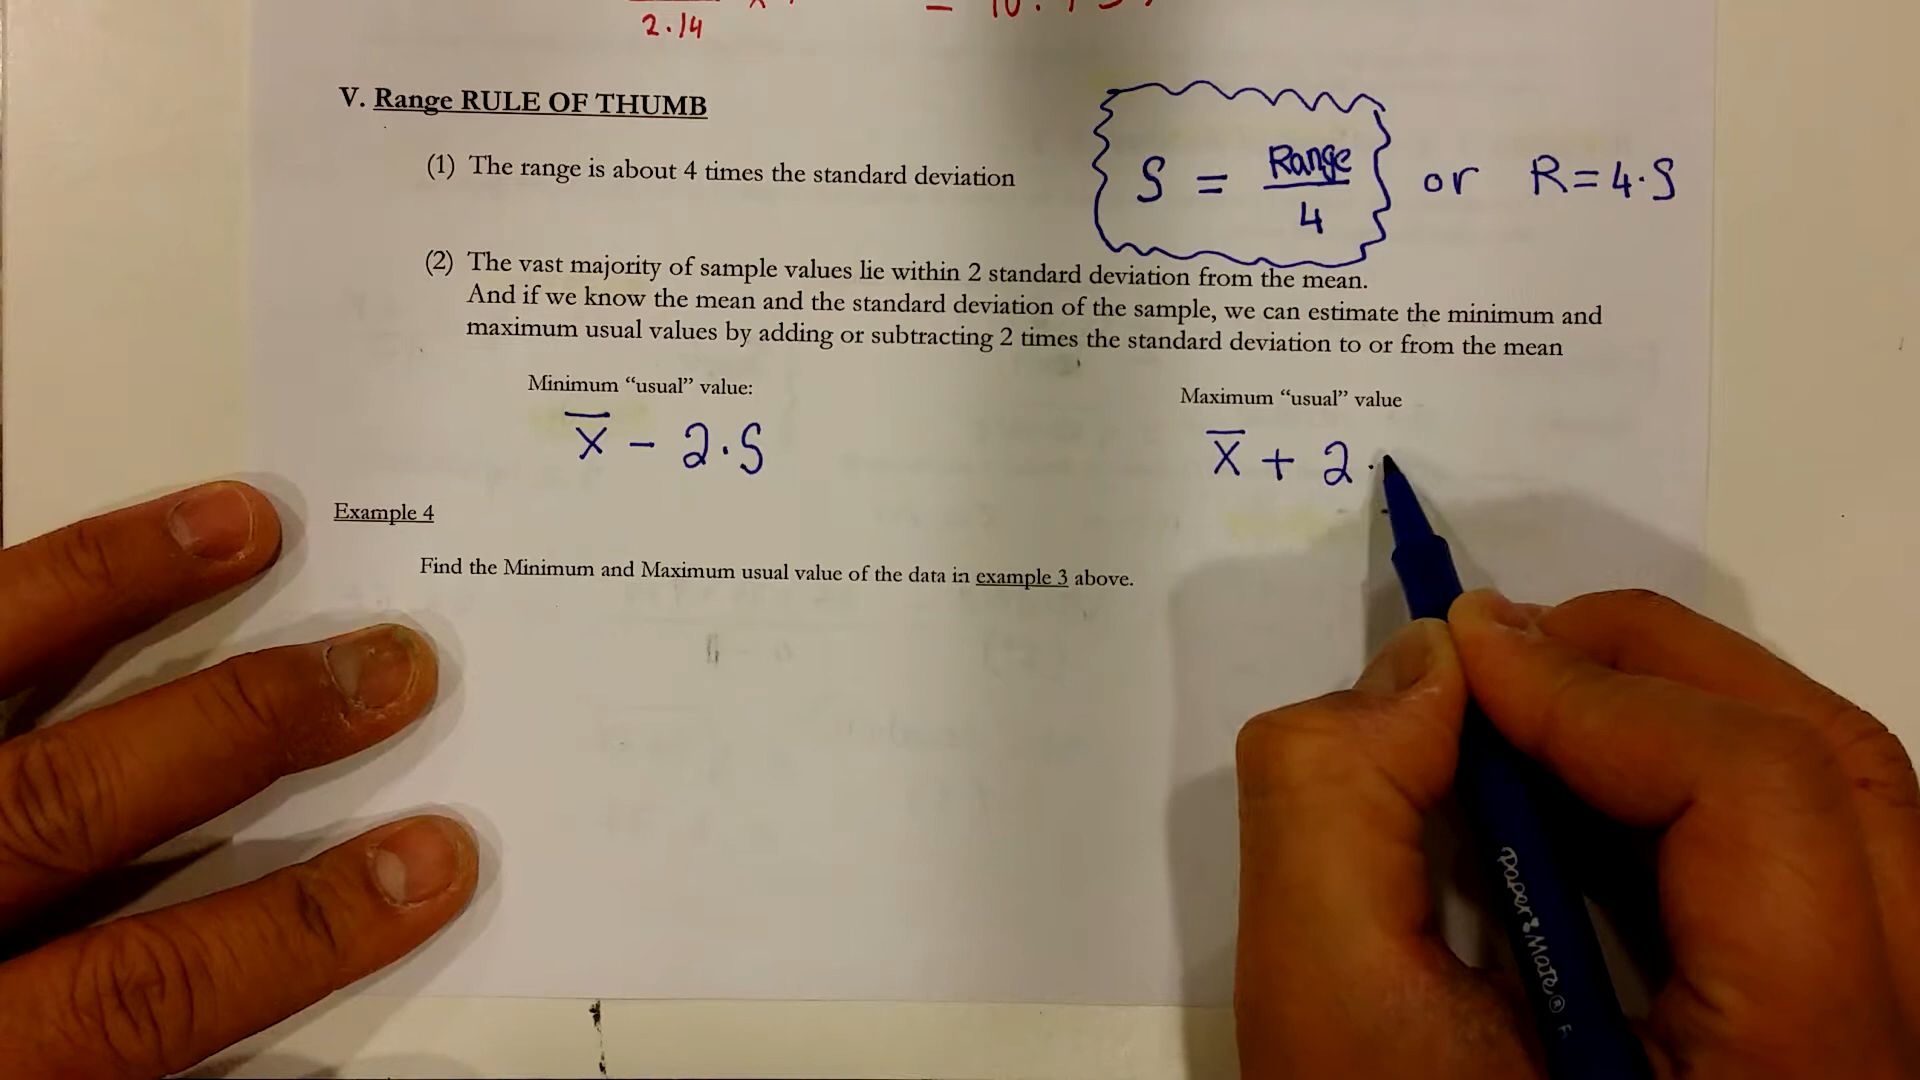 2.14
V. Range RULE OF THUMB
(1) The range is about 4 times the standard deviation
S = Range / 4 or R = 4·S
(2) The vast majority of sample values lie within 2 standard deviation from the mean.
And if we know the mean and the standard deviation of the sample, we can estimate the minimum and
maximum usual values by adding or subtracting 2 times the standard deviation to or from the mean
Minimum “usual” value:
Maximum “usual” value
x̄ - 2·S
x̄ + 2 ·
Example 4
Find the Minimum and Maximum usual value of the data in example 3 above.
Paper Mate®